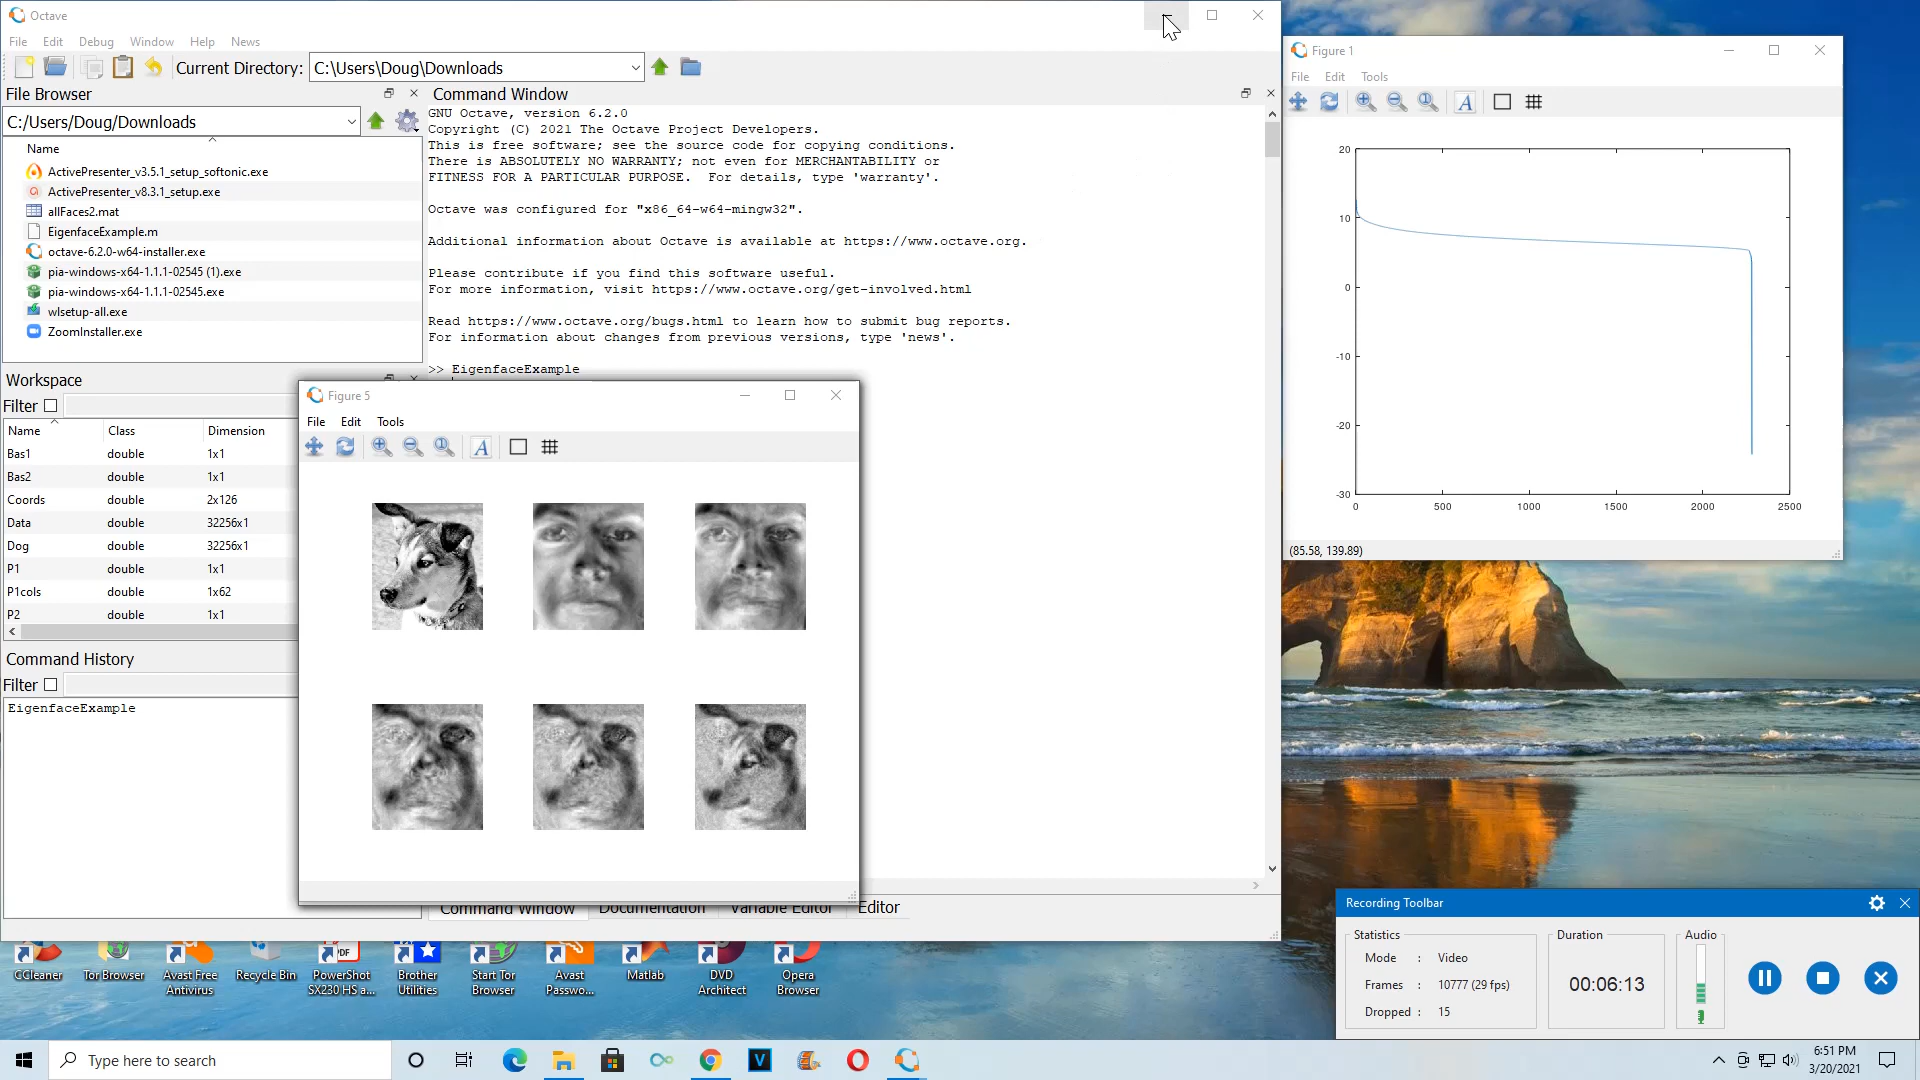 Octave
File Edit Debug Window Help News
Current Directory: C:\Users\Doug\Downloads
File Browser
C:/Users/Doug/Downloads
Name
ActivePresenter_v3.5.1_setup_softonic.exe
ActivePresenter_v8.3.1_setup.exe
allFaces2.mat
EigenfaceExample.m
octave-6.2.0-w64-installer.exe
pia-windows-x64-1.1.1-02545 (1).exe
pia-windows-x64-1.1.1-02545.exe
wlsetup-all.exe
ZoomInstaller.exe
Workspace
Filter
Name Class Dimension
Bas1 double 1x1
Bas2 double 1x1
Coords double 2x126
Data double 32256x1
Dog double 32256x1
P1 double 1x1
P1cols double 1x62
P2 double 1x1
Command History
Filter
EigenfaceExample
Command Window
GNU Octave, version 6.2.0
Copyright (C) 2021 The Octave Project Developers.
This is free software; see the source code for copying conditions.
There is ABSOLUTELY NO WARRANTY; not even for MERCHANTABILITY or
FITNESS FOR A PARTICULAR PURPOSE. For details, type 'warranty'.
Octave was configured for "x86_64-w64-mingw32".
Additional information about Octave is available at https://www.octave.org.
Please contribute if you find this software useful.
For more information, visit https://www.octave.org/get-involved.html
Read https://www.octave.org/bugs.html to learn how to submit bug reports.
For information about changes from previous versions, type 'news'.
>> EigenfaceExample
Figure 5
File Edit Tools
A
Command Window Documentation Variable Editor Editor
Figure 1
File Edit Tools
A
20
10
0
-10
-20
-30
0 500 1000 1500 2000 2500
(85.58, 139.89)
Recording Toolbar
Statistics
Mode : Video
Frames : 10777 (29 fps)
Dropped : 15
Duration
00:06:13
Audio
CCleaner
Tor Browser
Avast Free
Antivirus
Recycle Bin
PDF
PowerShot
SX230 HS a...
Brother
Utilities
Start Tor
Browser
Avast
Passwo...
Matlab
DVD
Architect
Opera
Browser
Type here to search
V
6:51 PM
3/20/2021